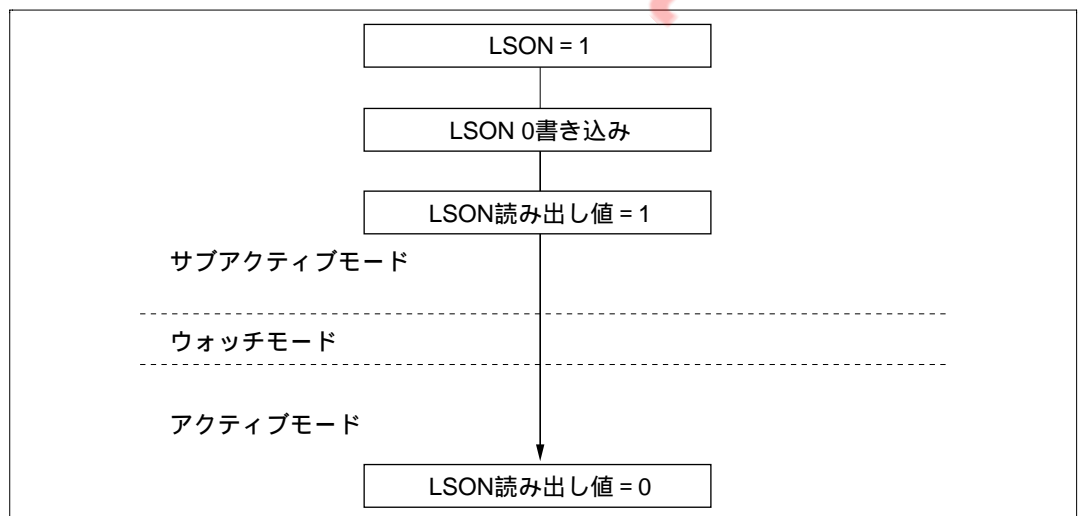 LSON = 1
LSON 0書き込み
LSON読み出し値 = 1
サブアクティブモード
ウォッチモード
アクティブモード
LSON読み出し値 = 0